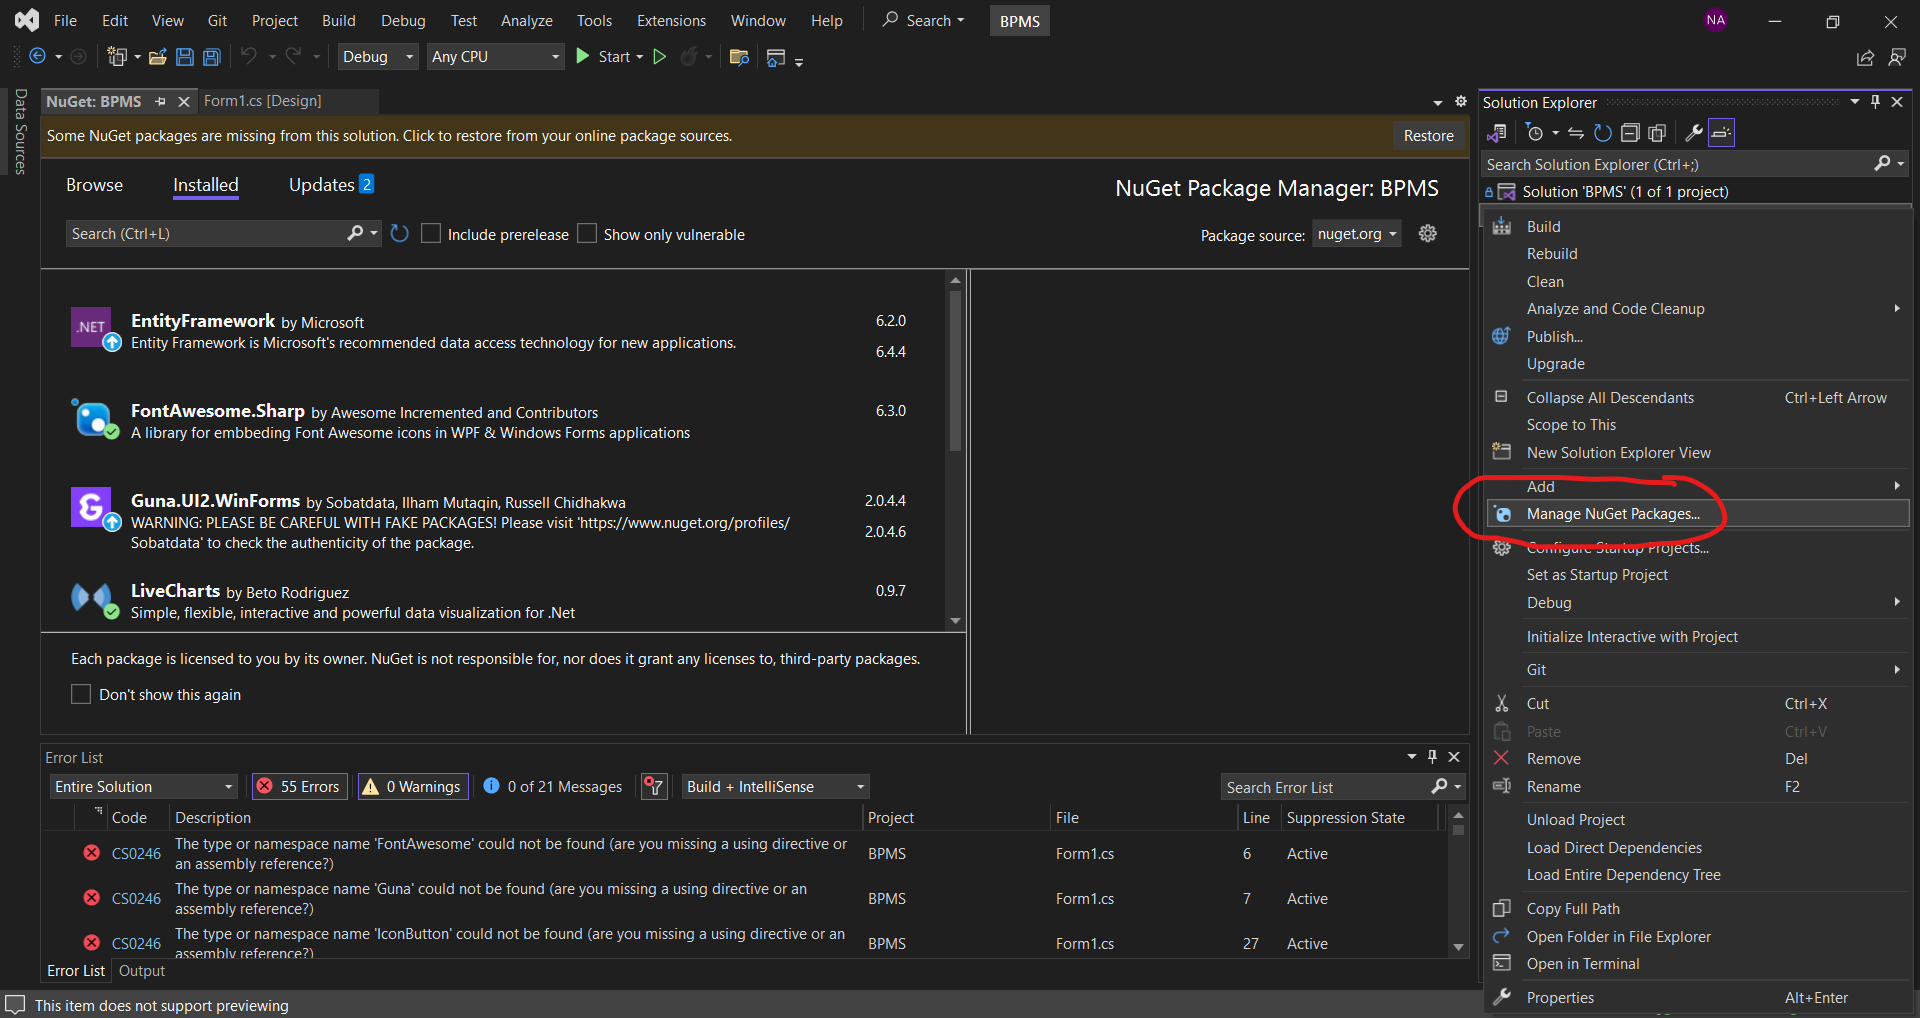 File Edit View Git Project Build Debug Test Analyze Tools Extensions Window Help Search BPMS NA
Debug Any CPU Start
Data Sources
NuGet: BPMS Form1.cs [Design]
Some NuGet packages are missing from this solution. Click to restore from your online package sources. Restore
Browse Installed Updates 2
NuGet Package Manager: BPMS
Search (Ctrl+L) Include prerelease Show only vulnerable
Package source: nuget.org
.NET
EntityFramework by Microsoft 6.2.0
Entity Framework is Microsoft's recommended data access technology for new applications.
6.4.4
FontAwesome.Sharp by Awesome Incremented and Contributors 6.3.0
A library for embbeding Font Awesome icons in WPF & Windows Forms applications
G
Guna.UI2.WinForms by Sobatdata, Ilham Mutaqin, Russell Chidhakwa 2.0.4.4
WARNING: PLEASE BE CAREFUL WITH FAKE PACKAGES! Please visit 'https://www.nuget.org/profiles/
2.0.4.6
Sobatdata' to check the authenticity of the package.
LiveCharts by Beto Rodriguez 0.9.7
Simple, flexible, interactive and powerful data visualization for .Net
Each package is licensed to you by its owner. NuGet is not responsible for, nor does it grant any licenses to, third-party packages.
Don't show this again
Error List
Entire Solution 55 Errors 0 Warnings 0 of 21 Messages Build + IntelliSense Search Error List
Code Description Project File Line Suppression State
CS0246 The type or namespace name 'FontAwesome' could not be found (are you missing a using directive or
an assembly reference?) BPMS Form1.cs 6 Active
CS0246 The type or namespace name 'Guna' could not be found (are you missing a using directive or an
assembly reference?) BPMS Form1.cs 7 Active
CS0246 The type or namespace name 'IconButton' could not be found (are you missing a using directive or an
assembly reference?) BPMS Form1.cs 27 Active
Error List Output
This item does not support previewing
Solution Explorer
Search Solution Explorer (Ctrl+;)
Solution 'BPMS' (1 of 1 project)
Build
Rebuild
Clean
Analyze and Code Cleanup
Publish...
Upgrade
Collapse All Descendants Ctrl+Left Arrow
Scope to This
New Solution Explorer View
Add
Manage NuGet Packages...
Configure Startup Projects...
Set as Startup Project
Debug
Initialize Interactive with Project
Git
Cut Ctrl+X
Paste Ctrl+V
Remove Del
Rename F2
Unload Project
Load Direct Dependencies
Load Entire Dependency Tree
Copy Full Path
Open Folder in File Explorer
Open in Terminal
Properties Alt+Enter